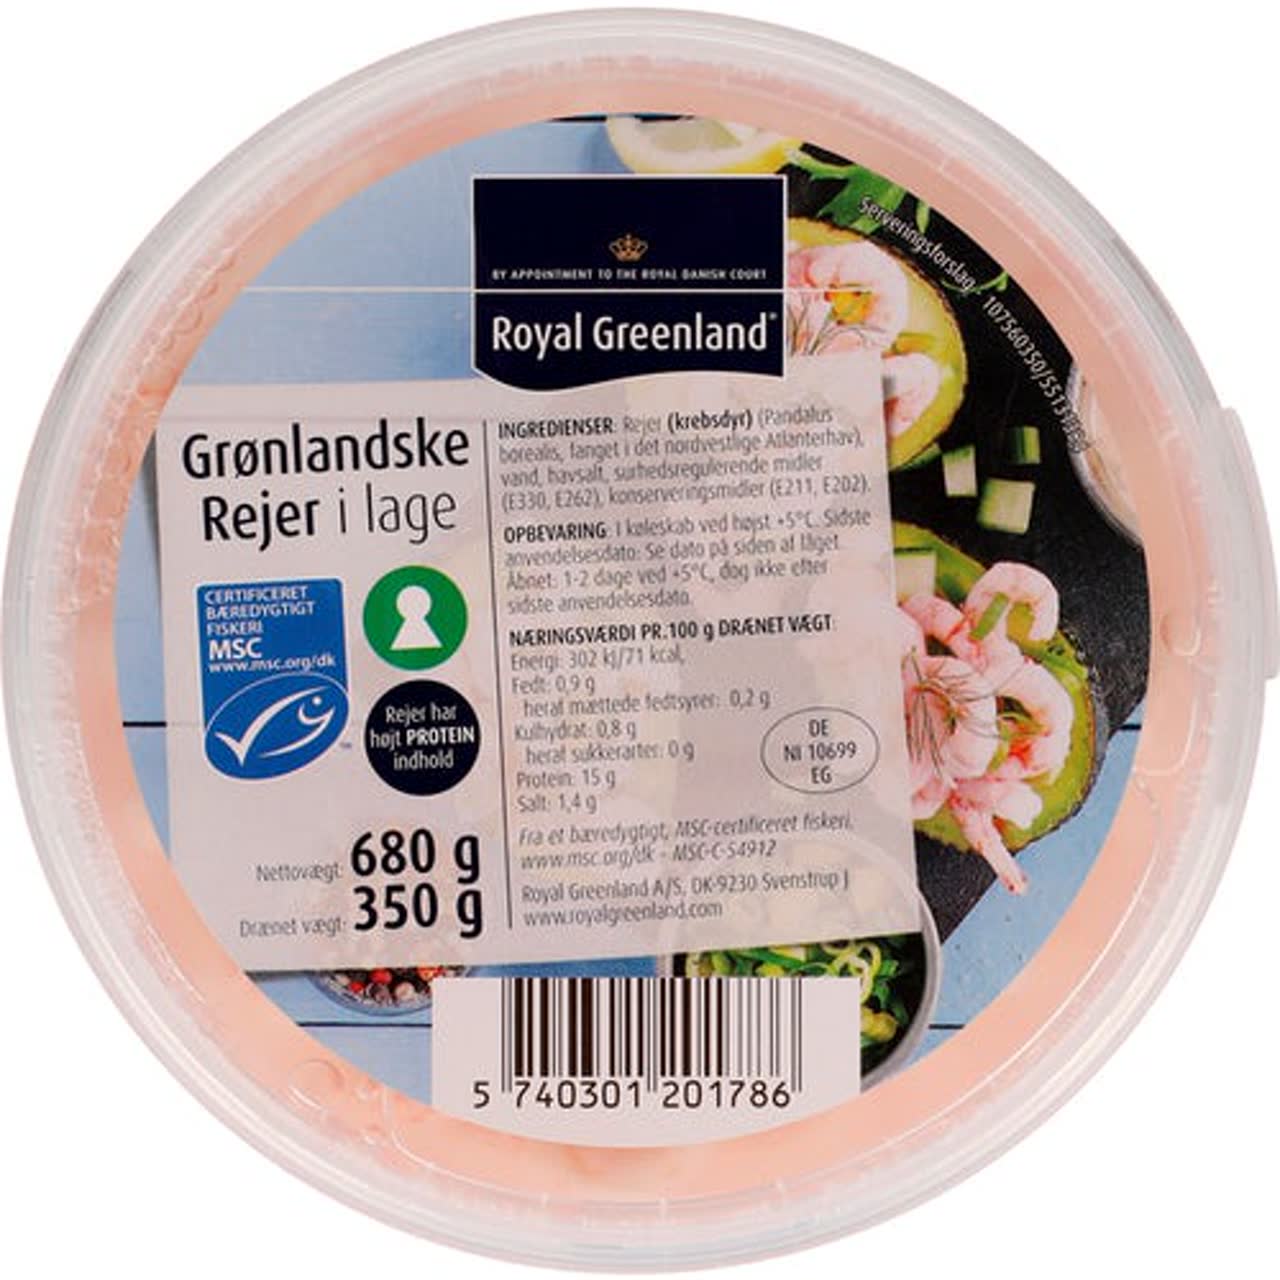 BY APPOINTMENT TO THE ROYAL DANISH COURT
Royal Greenland®
Serveringsforslag
Grønlandske
Rejer i lage
CERTIFICERET
BÆREDYGTIGT
FISKERI
MSC
www.msc.org/dk
™
Rejer har
højt PROTEIN
indhold
Nettovægt: 680 g
Drænet vægt: 350 g
INGREDIENSER: Rejer (krebsdyr) (Pandalus
borealis, fanget i det nordvestlige Atlanterhav),
vand, havsalt, surhedsregulerende midler
(E330, E262), konserveringsmidler (E211, E202).
OPBEVARING: I køleskab ved højst +5°C. Sidste
anvendelsesdato: Se dato på siden af låget.
Åbnet: 1-2 dage ved +5°C, dog ikke efter
sidste anvendelsesdato.
NÆRINGSVÆRDI PR.100 g DRÆNET VÆGT:
Energi: 302 kJ/71 kcal,
Fedt: 0,9 g
heraf mættede fedtsyrer: 0,2 g
Kulhydrat: 0,8 g
heraf sukkerarter: 0 g
Protein: 15 g
Salt: 1,4 g
DE
NI 10699
EG
Fra et bæredygtigt, MSC-certificeret fiskeri.
www.msc.org/dk - MSC-C-54912
Royal Greenland A/S, DK-9230 Svenstrup J
www.royalgreenland.com
5 740301 201786